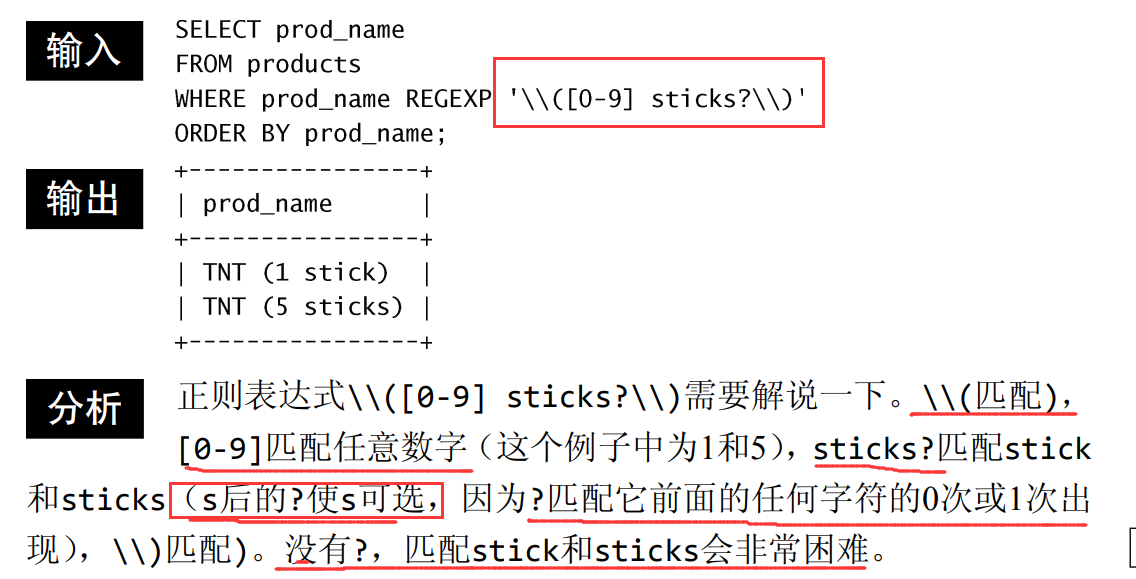 输入
SELECT prod_name
FROM products
WHERE prod_name REGEXP '\\([0-9] sticks?\\)'
ORDER BY prod_name;
输出
+----------------+
| prod_name      |
+----------------+
| TNT (1 stick)  |
| TNT (5 sticks) |
+----------------+
分析
正则表达式\\([0-9] sticks?\\)需要解说一下。\\(匹配)，
[0-9]匹配任意数字（这个例子中为1和5），sticks?匹配stick
和sticks（s后的?使s可选，因为?匹配它前面的任何字符的0次或1次出
现），\\)匹配)。没有?，匹配stick和sticks会非常困难。